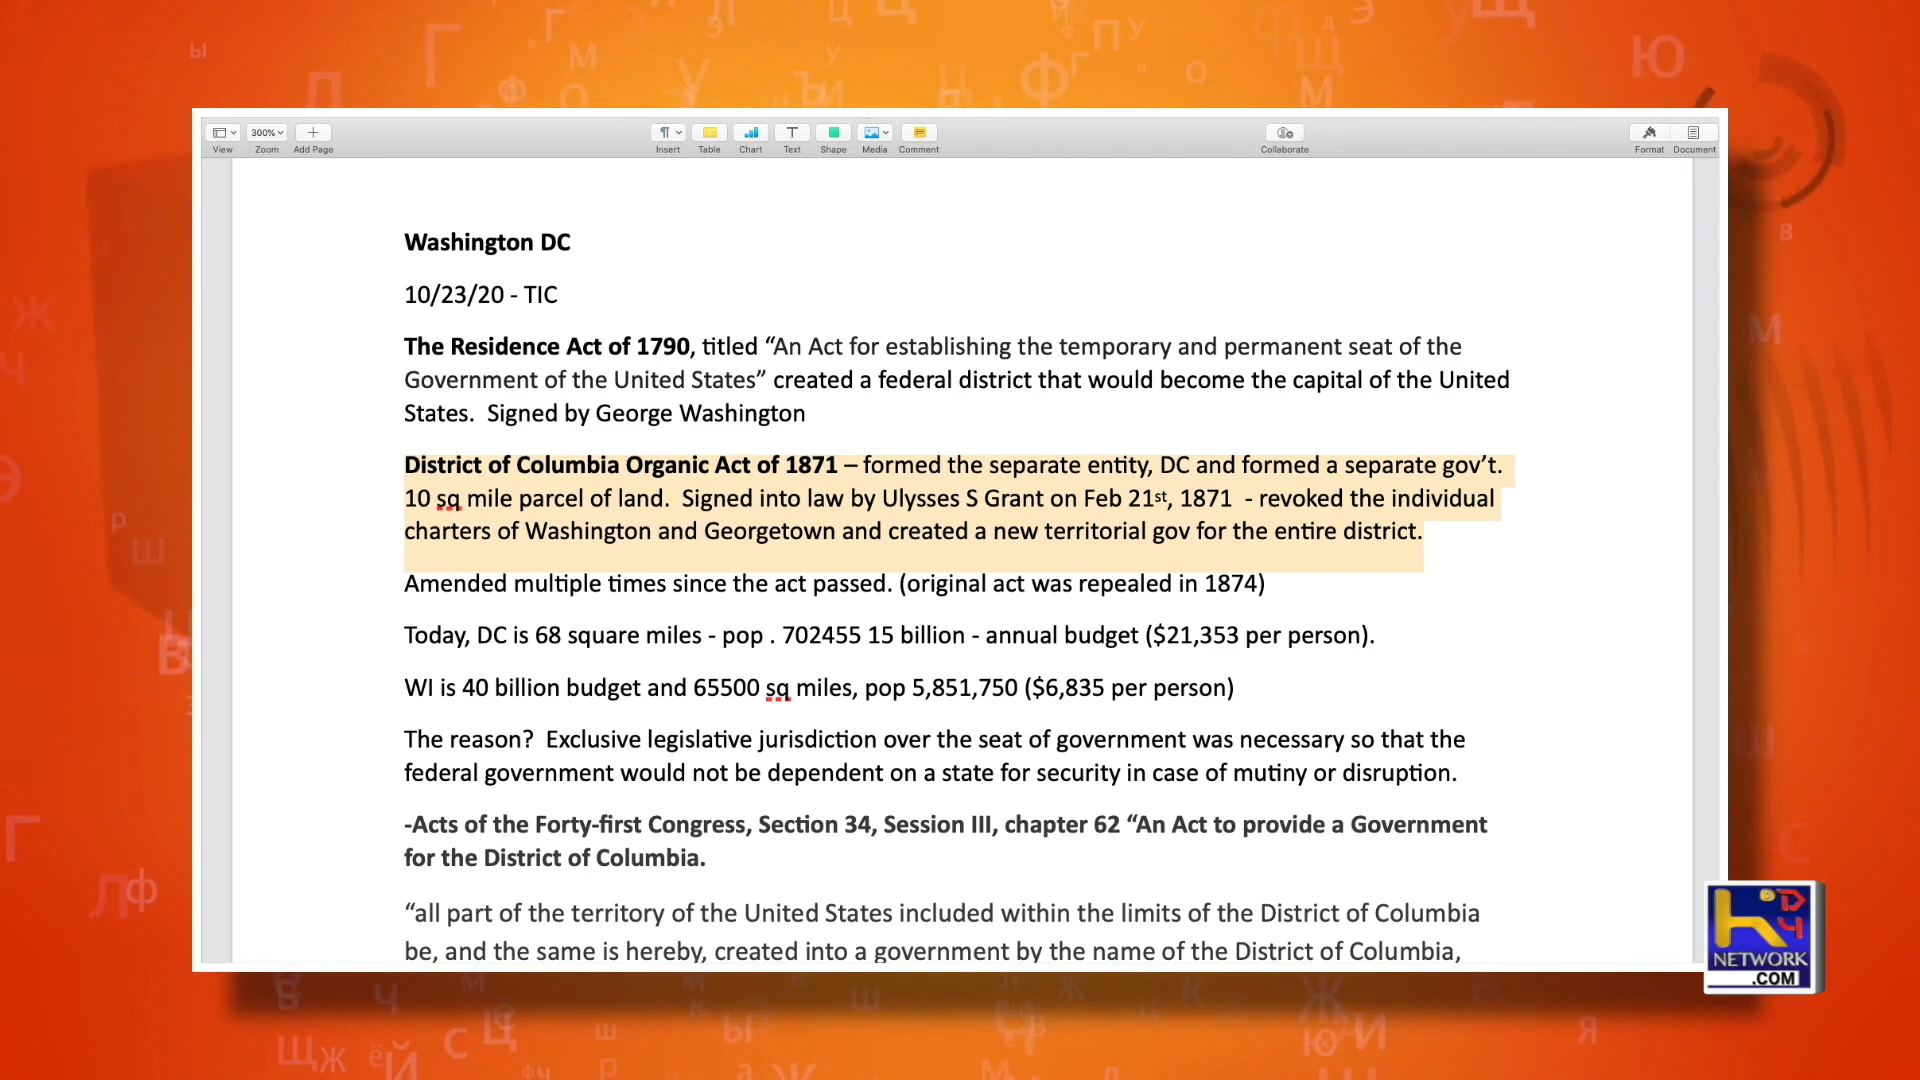 View
300%
Zoom
Add Page
Insert
Table
Chart
Text
Shape
Media
Comment
Collaborate
Format
Document
Washington DC
10/23/20 - TIC
The Residence Act of 1790, titled “An Act for establishing the temporary and permanent seat of the
Government of the United States” created a federal district that would become the capital of the United
States.  Signed by George Washington
District of Columbia Organic Act of 1871 – formed the separate entity, DC and formed a separate gov’t.
10 sq mile parcel of land.  Signed into law by Ulysses S Grant on Feb 21st, 1871  - revoked the individual
charters of Washington and Georgetown and created a new territorial gov for the entire district.
Amended multiple times since the act passed. (original act was repealed in 1874)
Today, DC is 68 square miles - pop . 702455 15 billion - annual budget ($21,353 per person).
WI is 40 billion budget and 65500 sq miles, pop 5,851,750 ($6,835 per person)
The reason?  Exclusive legislative jurisdiction over the seat of government was necessary so that the
federal government would not be dependent on a state for security in case of mutiny or disruption.
-Acts of the Forty-first Congress, Section 34, Session III, chapter 62 “An Act to provide a Government
for the District of Columbia.
“all part of the territory of the United States included within the limits of the District of Columbia
be, and the same is hereby, created into a government by the name of the District of Columbia,
NETWORK
.COM